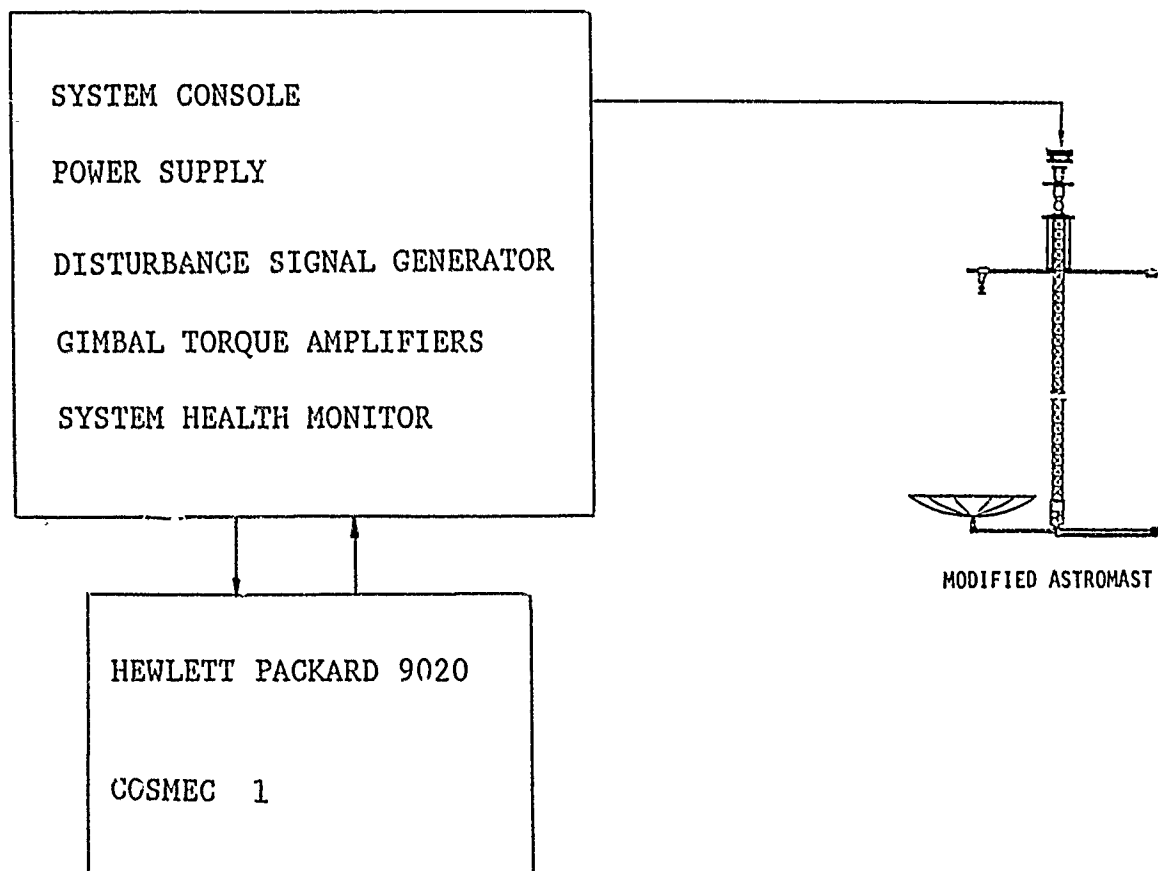 SYSTEM CONSOLE
POWER SUPPLY
DISTURBANCE SIGNAL GENERATOR
GIMBAL TORQUE AMPLIFIERS
SYSTEM HEALTH MONITOR
MODIFIED ASTROMAST
HEWLETT PACKARD 9020
COSMEC 1